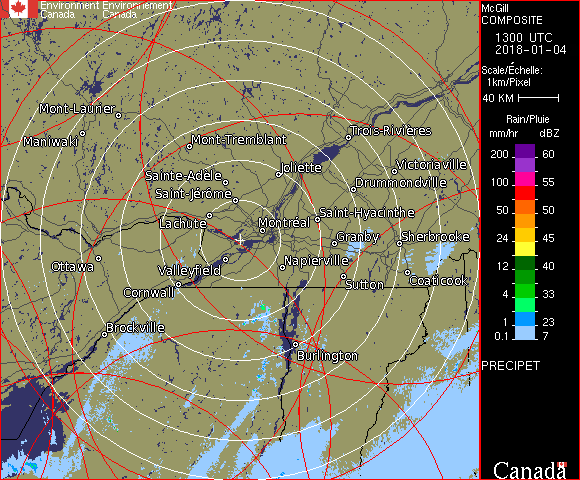 Environment Environnement
Canada Canada
McGill
COMPOSITE
1300 UTC
2018-01-04
Scale/Échelle:
1km/Pixel
40 KM
Rain/Pluie
mm/hr dBZ
200 60
155
100 55
50 50
24 45
12 40
4 33
1 23
0.1 7
PRECIPET
Canada
Mont-Laurier
Maniwaki
Mont-Tremblant
Trois-Rivières
Joliette
Victoriaville
Sainte-Adèle
Drummondville
Saint-Jérôme
Saint-Hyacinthe
Lachute
Montréal
Granby
Sherbrooke
Ottawa
Valleyfield
Napierville
Sutton
Coaticook
Cornwall
Brockville
Burlington